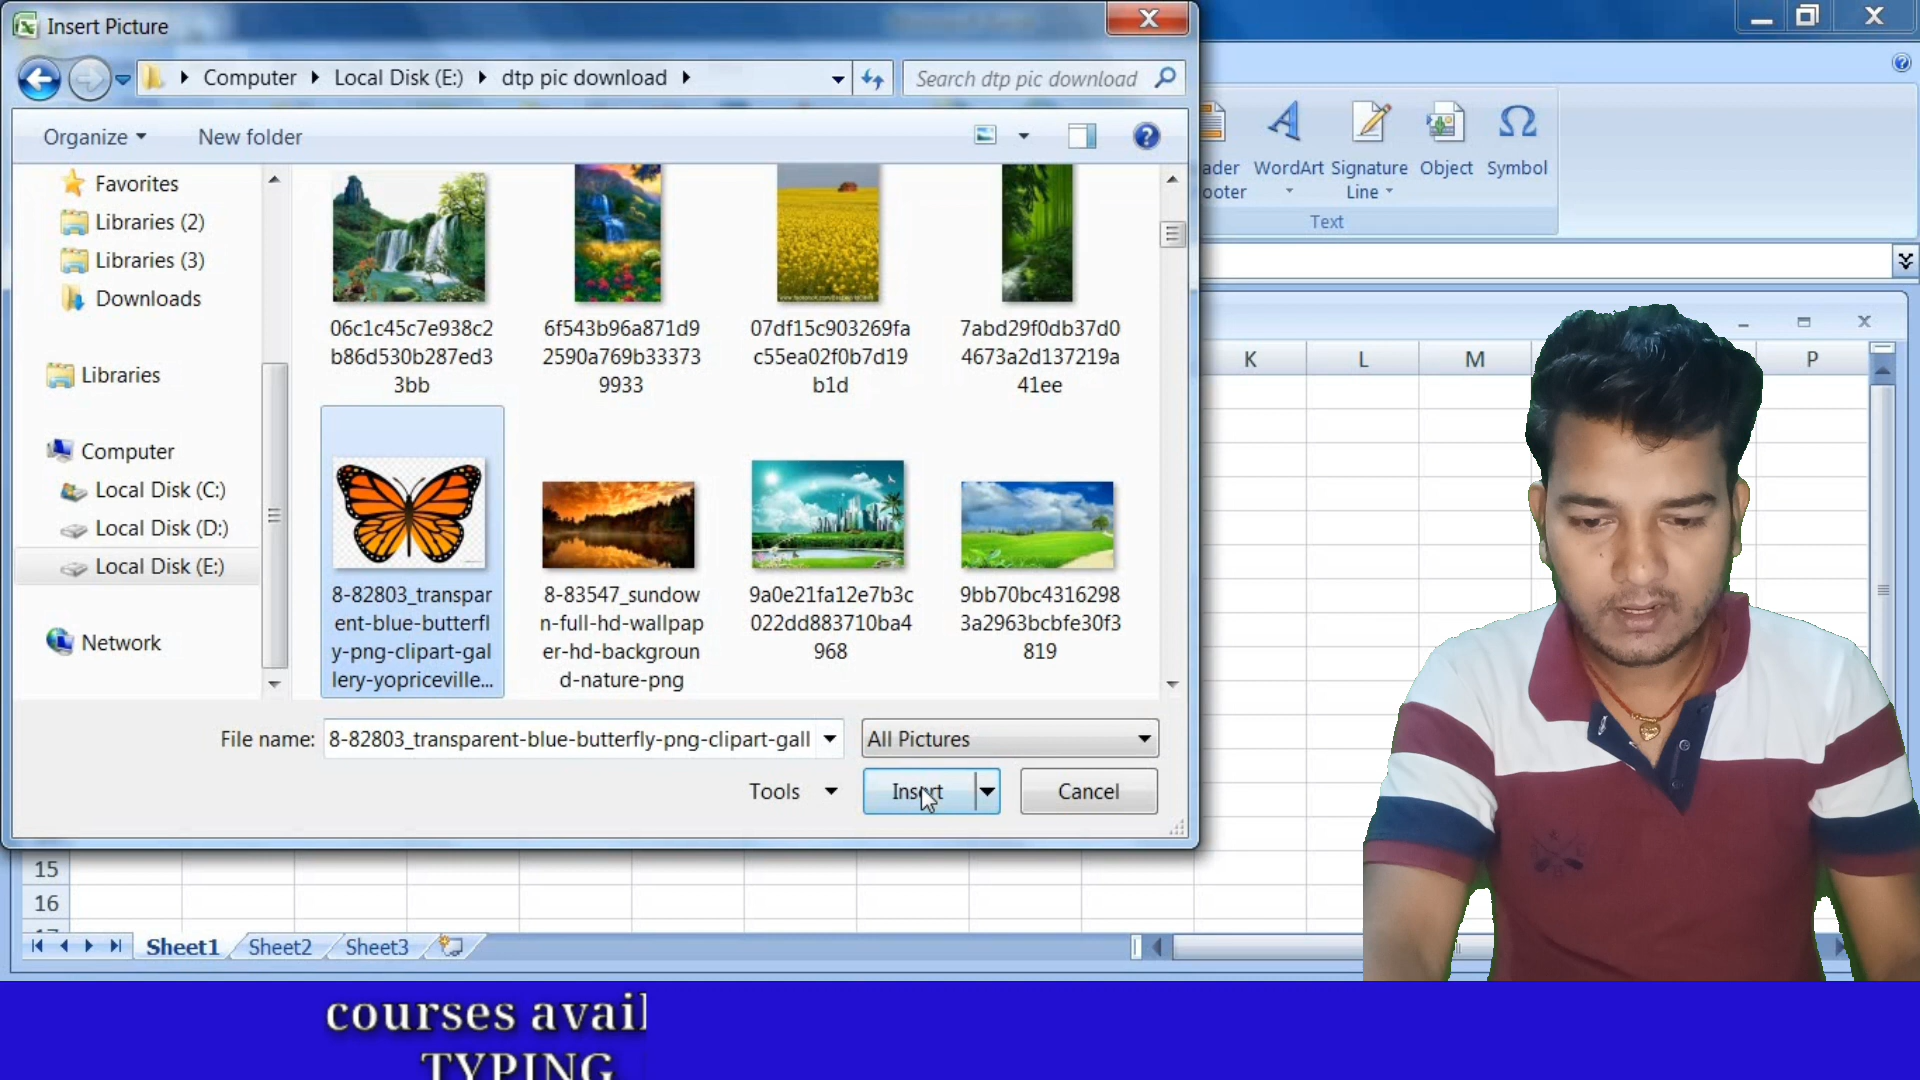 Insert Picture
Computer Local Disk (E:) dtp pic download
Search dtp pic download
Organize
New folder
Favorites
Libraries (2)
Libraries (3)
Downloads
Libraries
Computer
Local Disk (C:)
Local Disk (D:)
Local Disk (E:)
Network
06c1c45c7e938c2
b86d530b287ed3
3bb
6f543b96a871d9
2590a769b33373
9933
07df15c903269fa
c55ea02f0b7d19
b1d
7abd29f0db37d0
4673a2d137219a
41ee
8-82803_transpar
ent-blue-butterfl
y-png-clipart-gal
lery-yopriceville...
8-83547_sundow
n-full-hd-wallpap
er-hd-backgroun
d-nature-png
9a0e21fa12e7b3c
022dd883710ba4
968
9bb70bc4316298
3a2963bcbfe30f3
819
File name:
8-82803_transparent-blue-butterfly-png-clipart-gall
All Pictures
Tools
Insert
Cancel
ader
ooter
WordArt
Signature
Line
Object
Symbol
Text
K L M P
15
16
Sheet1 Sheet2 Sheet3
courses avail
TYPING